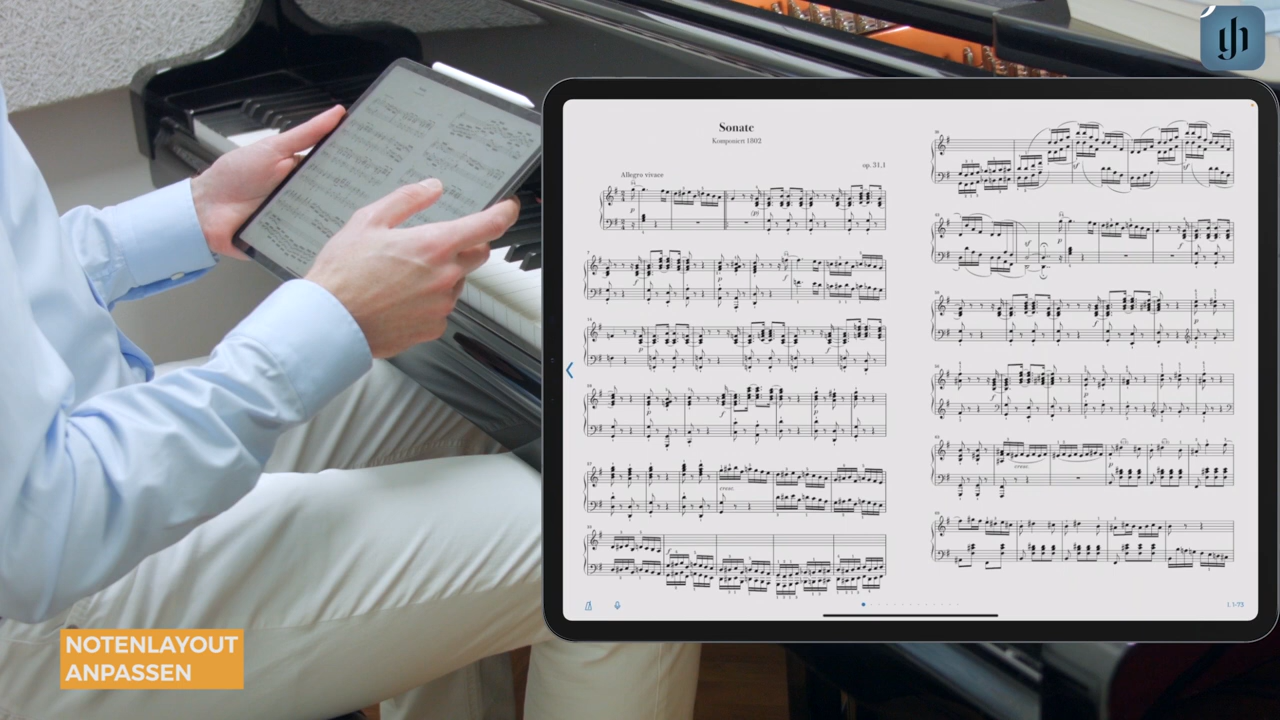 Sonate
Komponiert 1802
op. 31,1
Allegro vivace
cresc.
cresc.
I, 1-73
NOTENLAYOUT
ANPASSEN